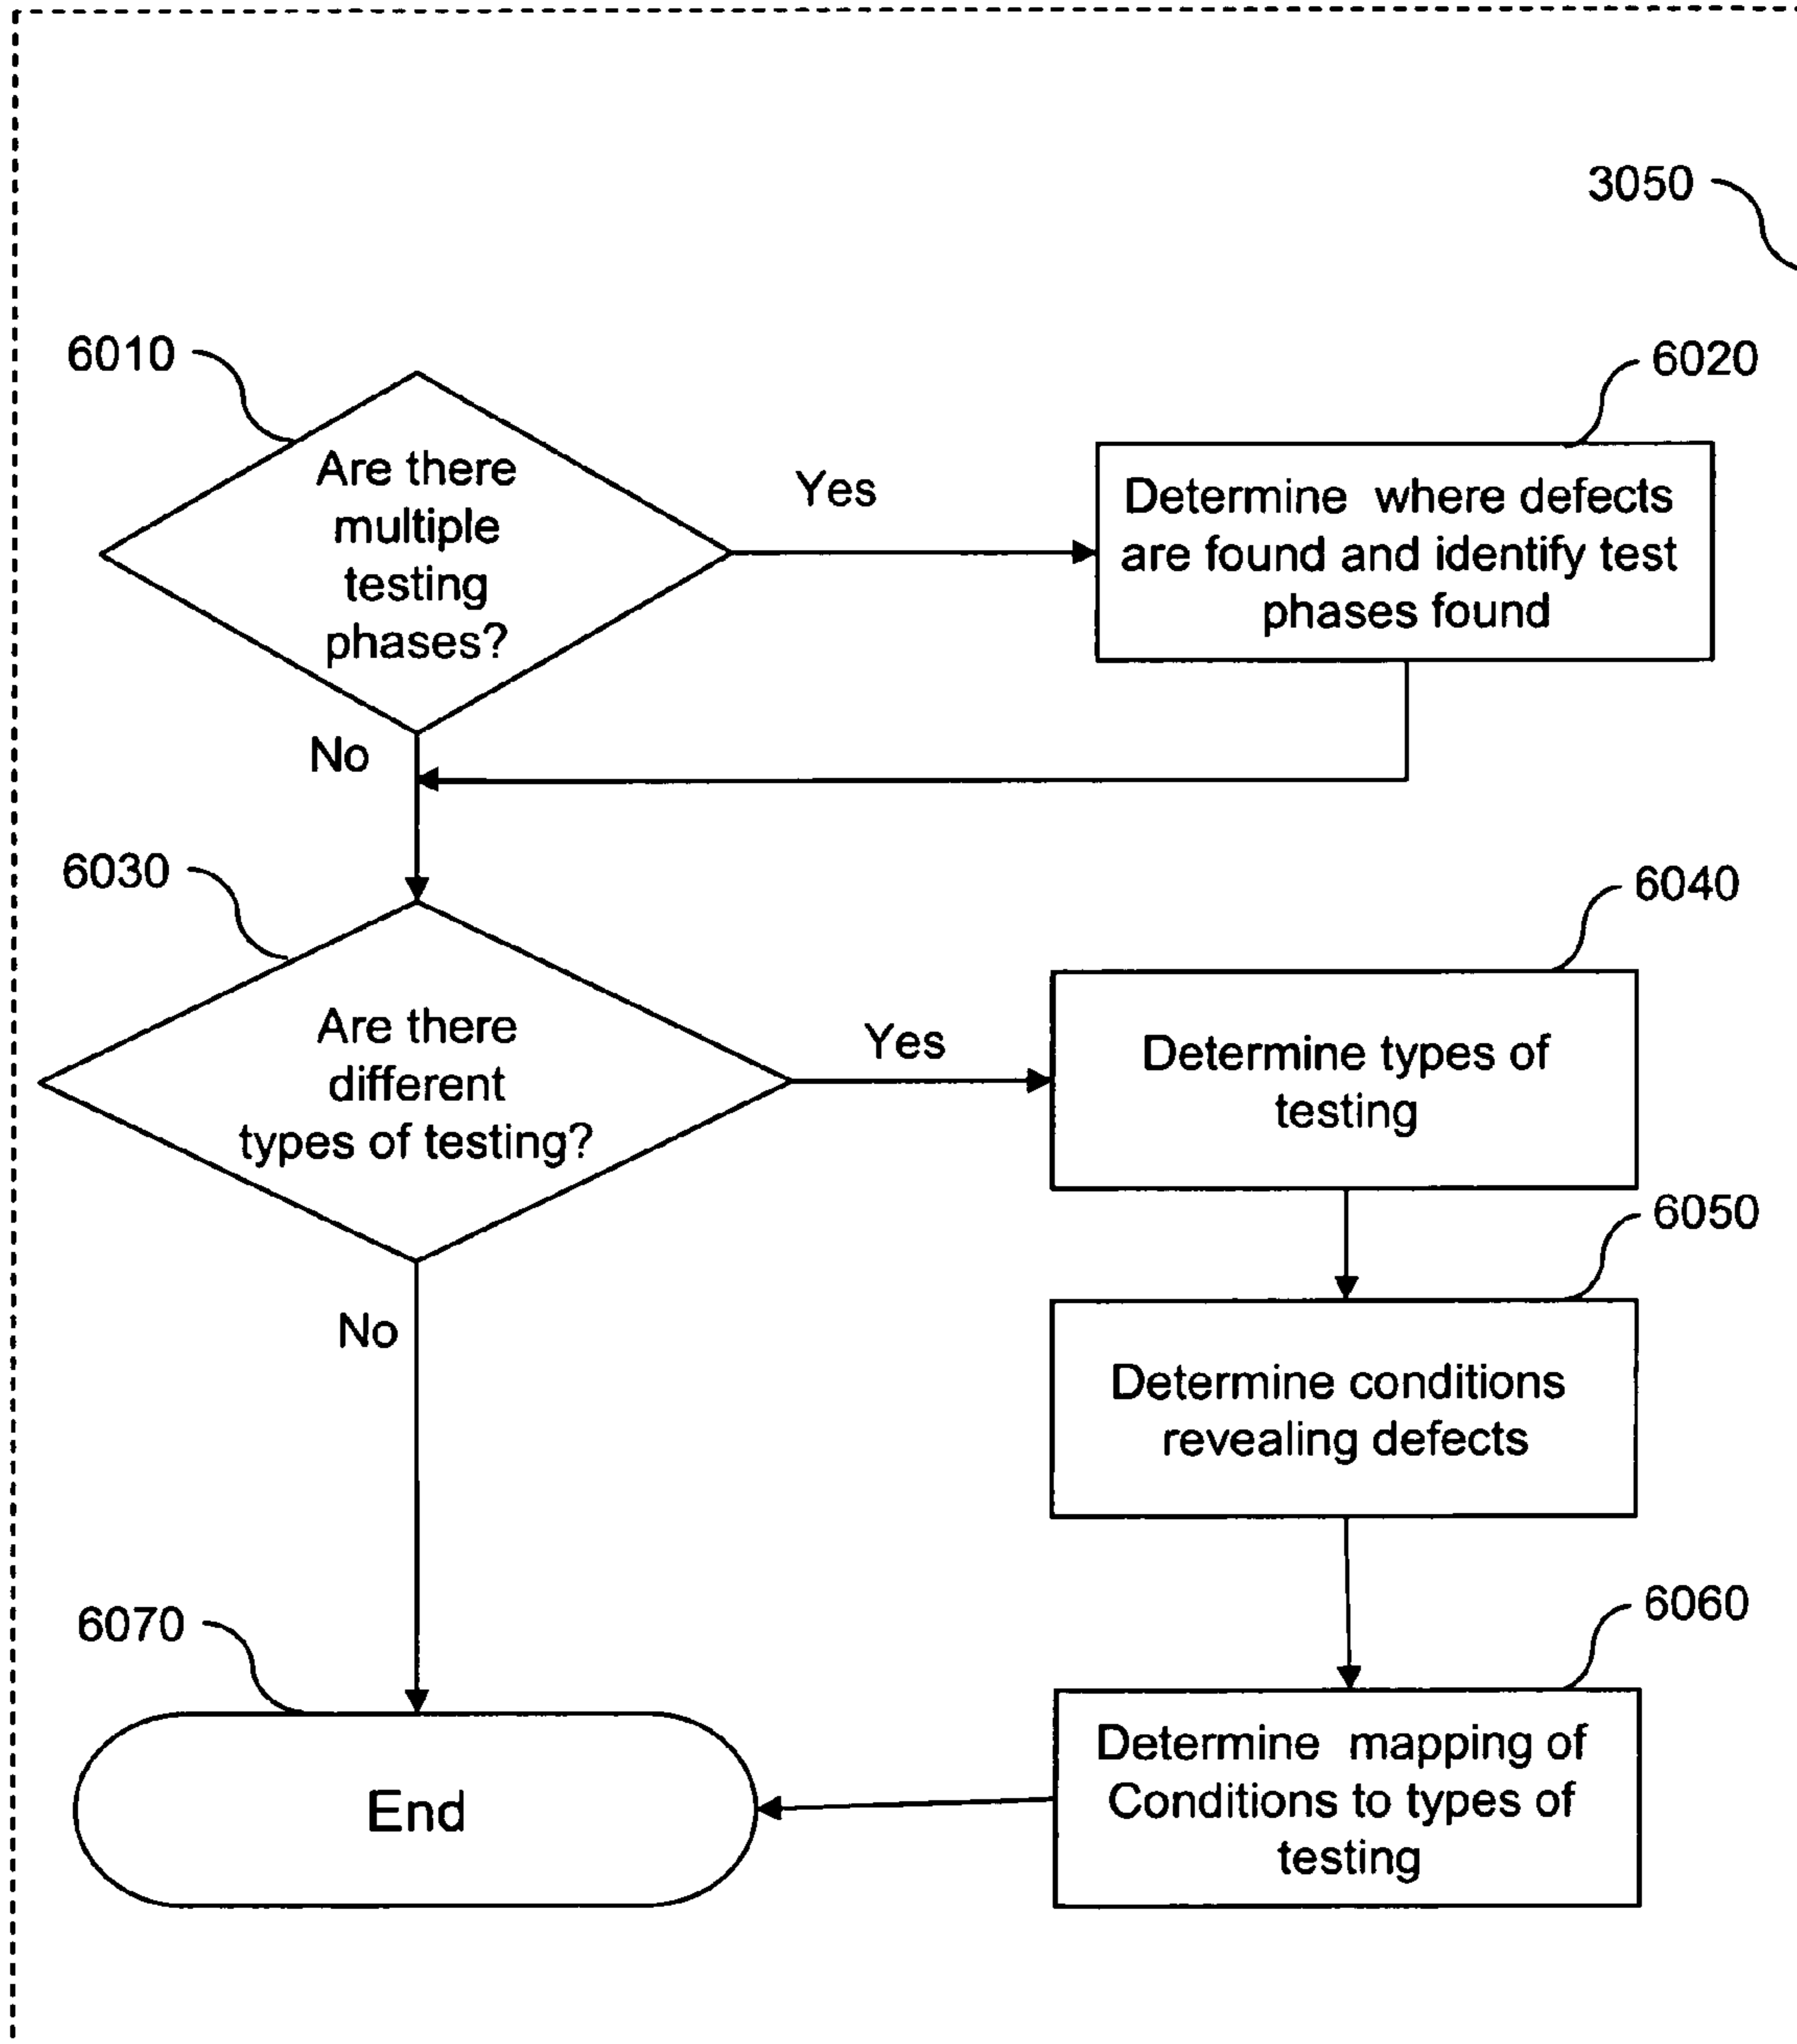 3050
6010
Are there
multiple
testing
phases?
Yes
6020
Determine where defects
are found and identify test
phases found
No
6030
Are there
different
types of testing?
Yes
6040
Determine types of
testing
6050
Determine conditions
revealing defects
No
6060
Determine mapping of
Conditions to types of
testing
6070
End